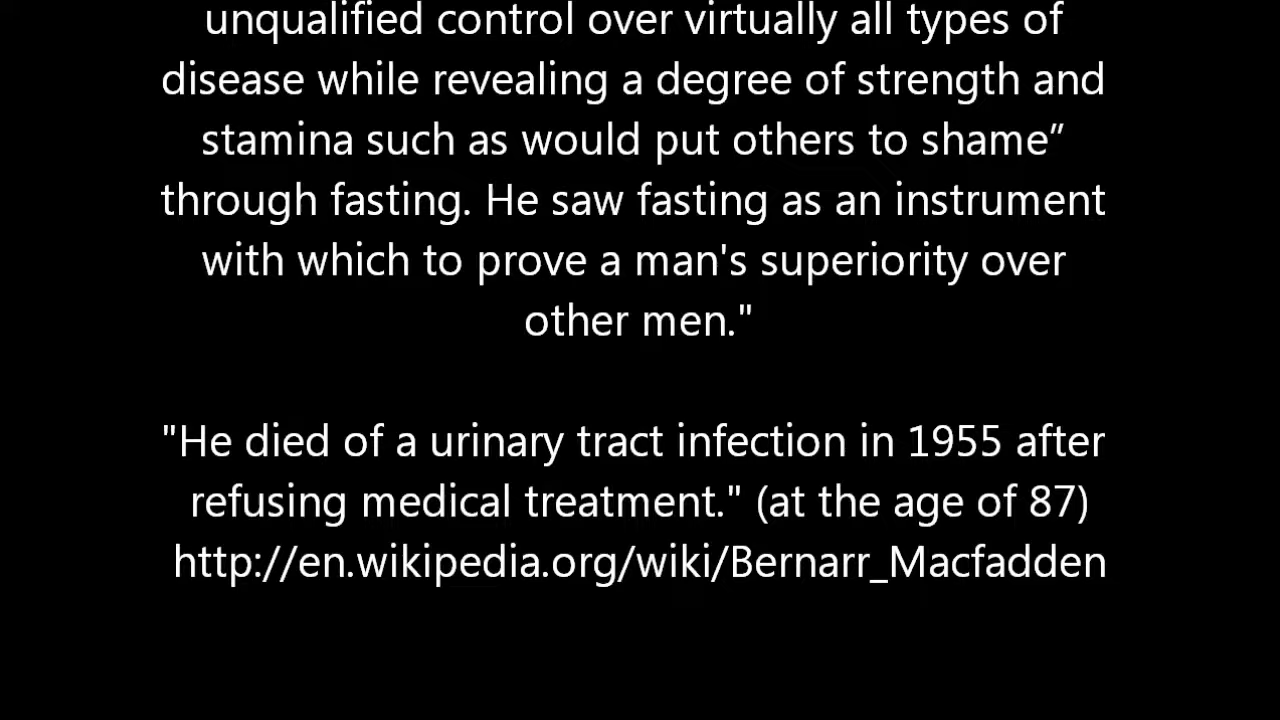 unqualified control over virtually all types of
disease while revealing a degree of strength and
stamina such as would put others to shame”
through fasting. He saw fasting as an instrument
with which to prove a man's superiority over
other men."
"He died of a urinary tract infection in 1955 after
refusing medical treatment." (at the age of 87)
http://en.wikipedia.org/wiki/Bernarr_Macfadden